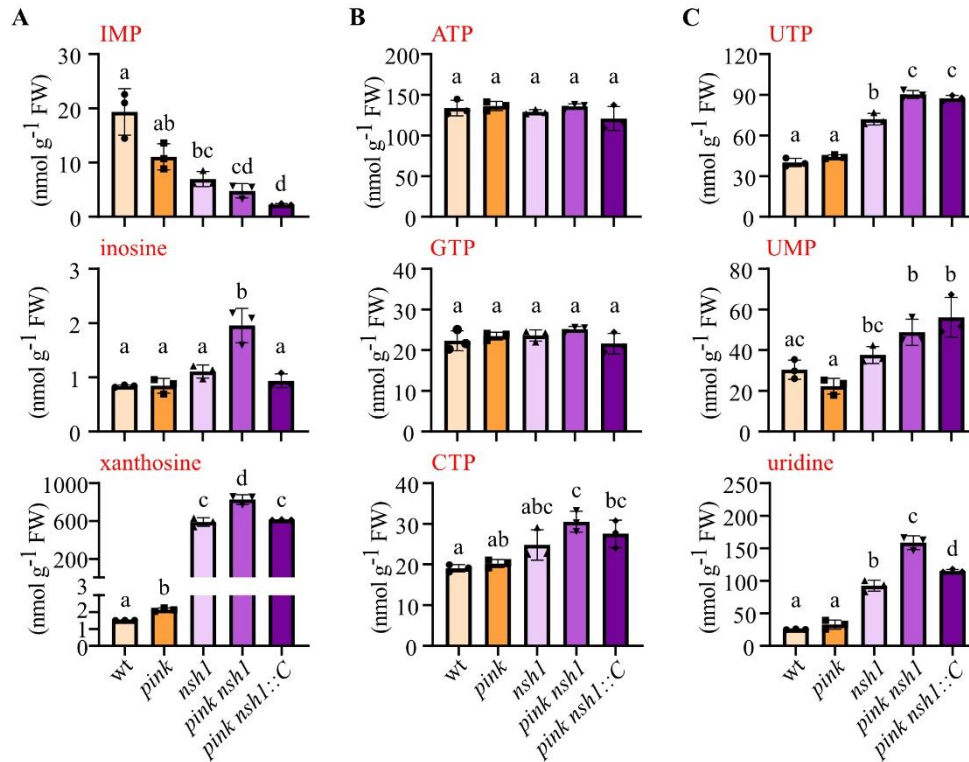 A
B
C
IMP
ATP
UTP
(nmol g-1 FW)
30
20
10
0
a
ab
bc
cd
d
(nmol g-1 FW)
150
100
50
0
a
a
a
a
a
(nmol g-1 FW)
120
90
60
30
0
a
a
b
c
c
inosine
GTP
UMP
(nmol g-1 FW)
3
2
1
0
a
a
a
b
a
(nmol g-1 FW)
40
30
20
10
0
a
a
a
a
a
(nmol g-1 FW)
80
60
40
20
0
ac
a
bc
b
b
xanthosine
CTP
uridine
(nmol g-1 FW)
1000
600
200
3
2
1
0
a
b
c
d
c
(nmol g-1 FW)
40
30
20
10
0
a
ab
abc
c
bc
(nmol g-1 FW)
250
200
150
100
50
0
a
a
b
c
d
wt
pink
nsh1
pink nsh1
pink nsh1::C
wt
pink
nsh1
pink nsh1
pink nsh1::C
wt
pink
nsh1
pink nsh1
pink nsh1::C